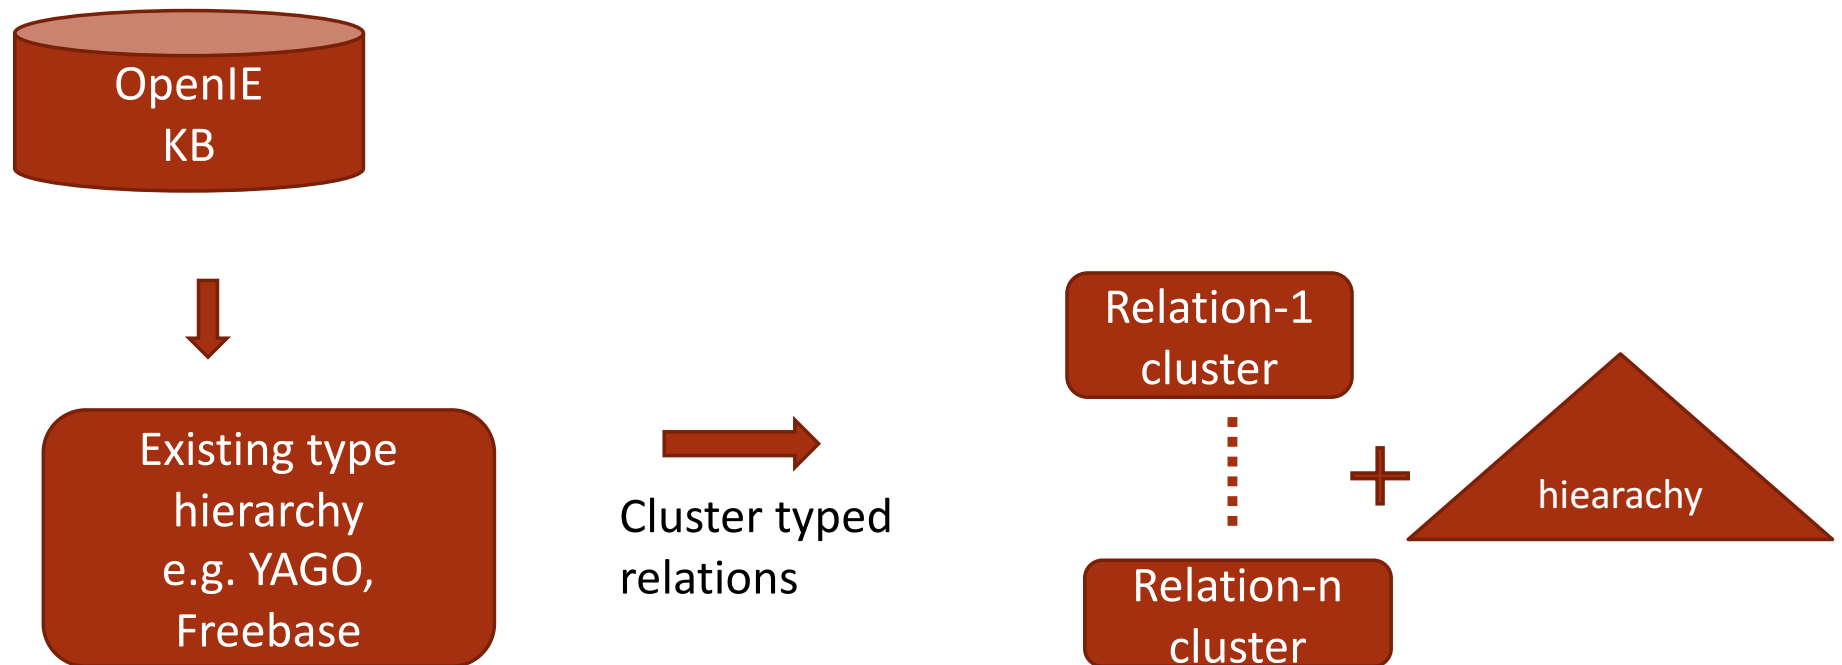 OpenIE
KB
Existing type
hierarchy
e.g. YAGO,
Freebase
Cluster typed
relations
Relation-1
cluster
Relation-n
cluster
hiearachy